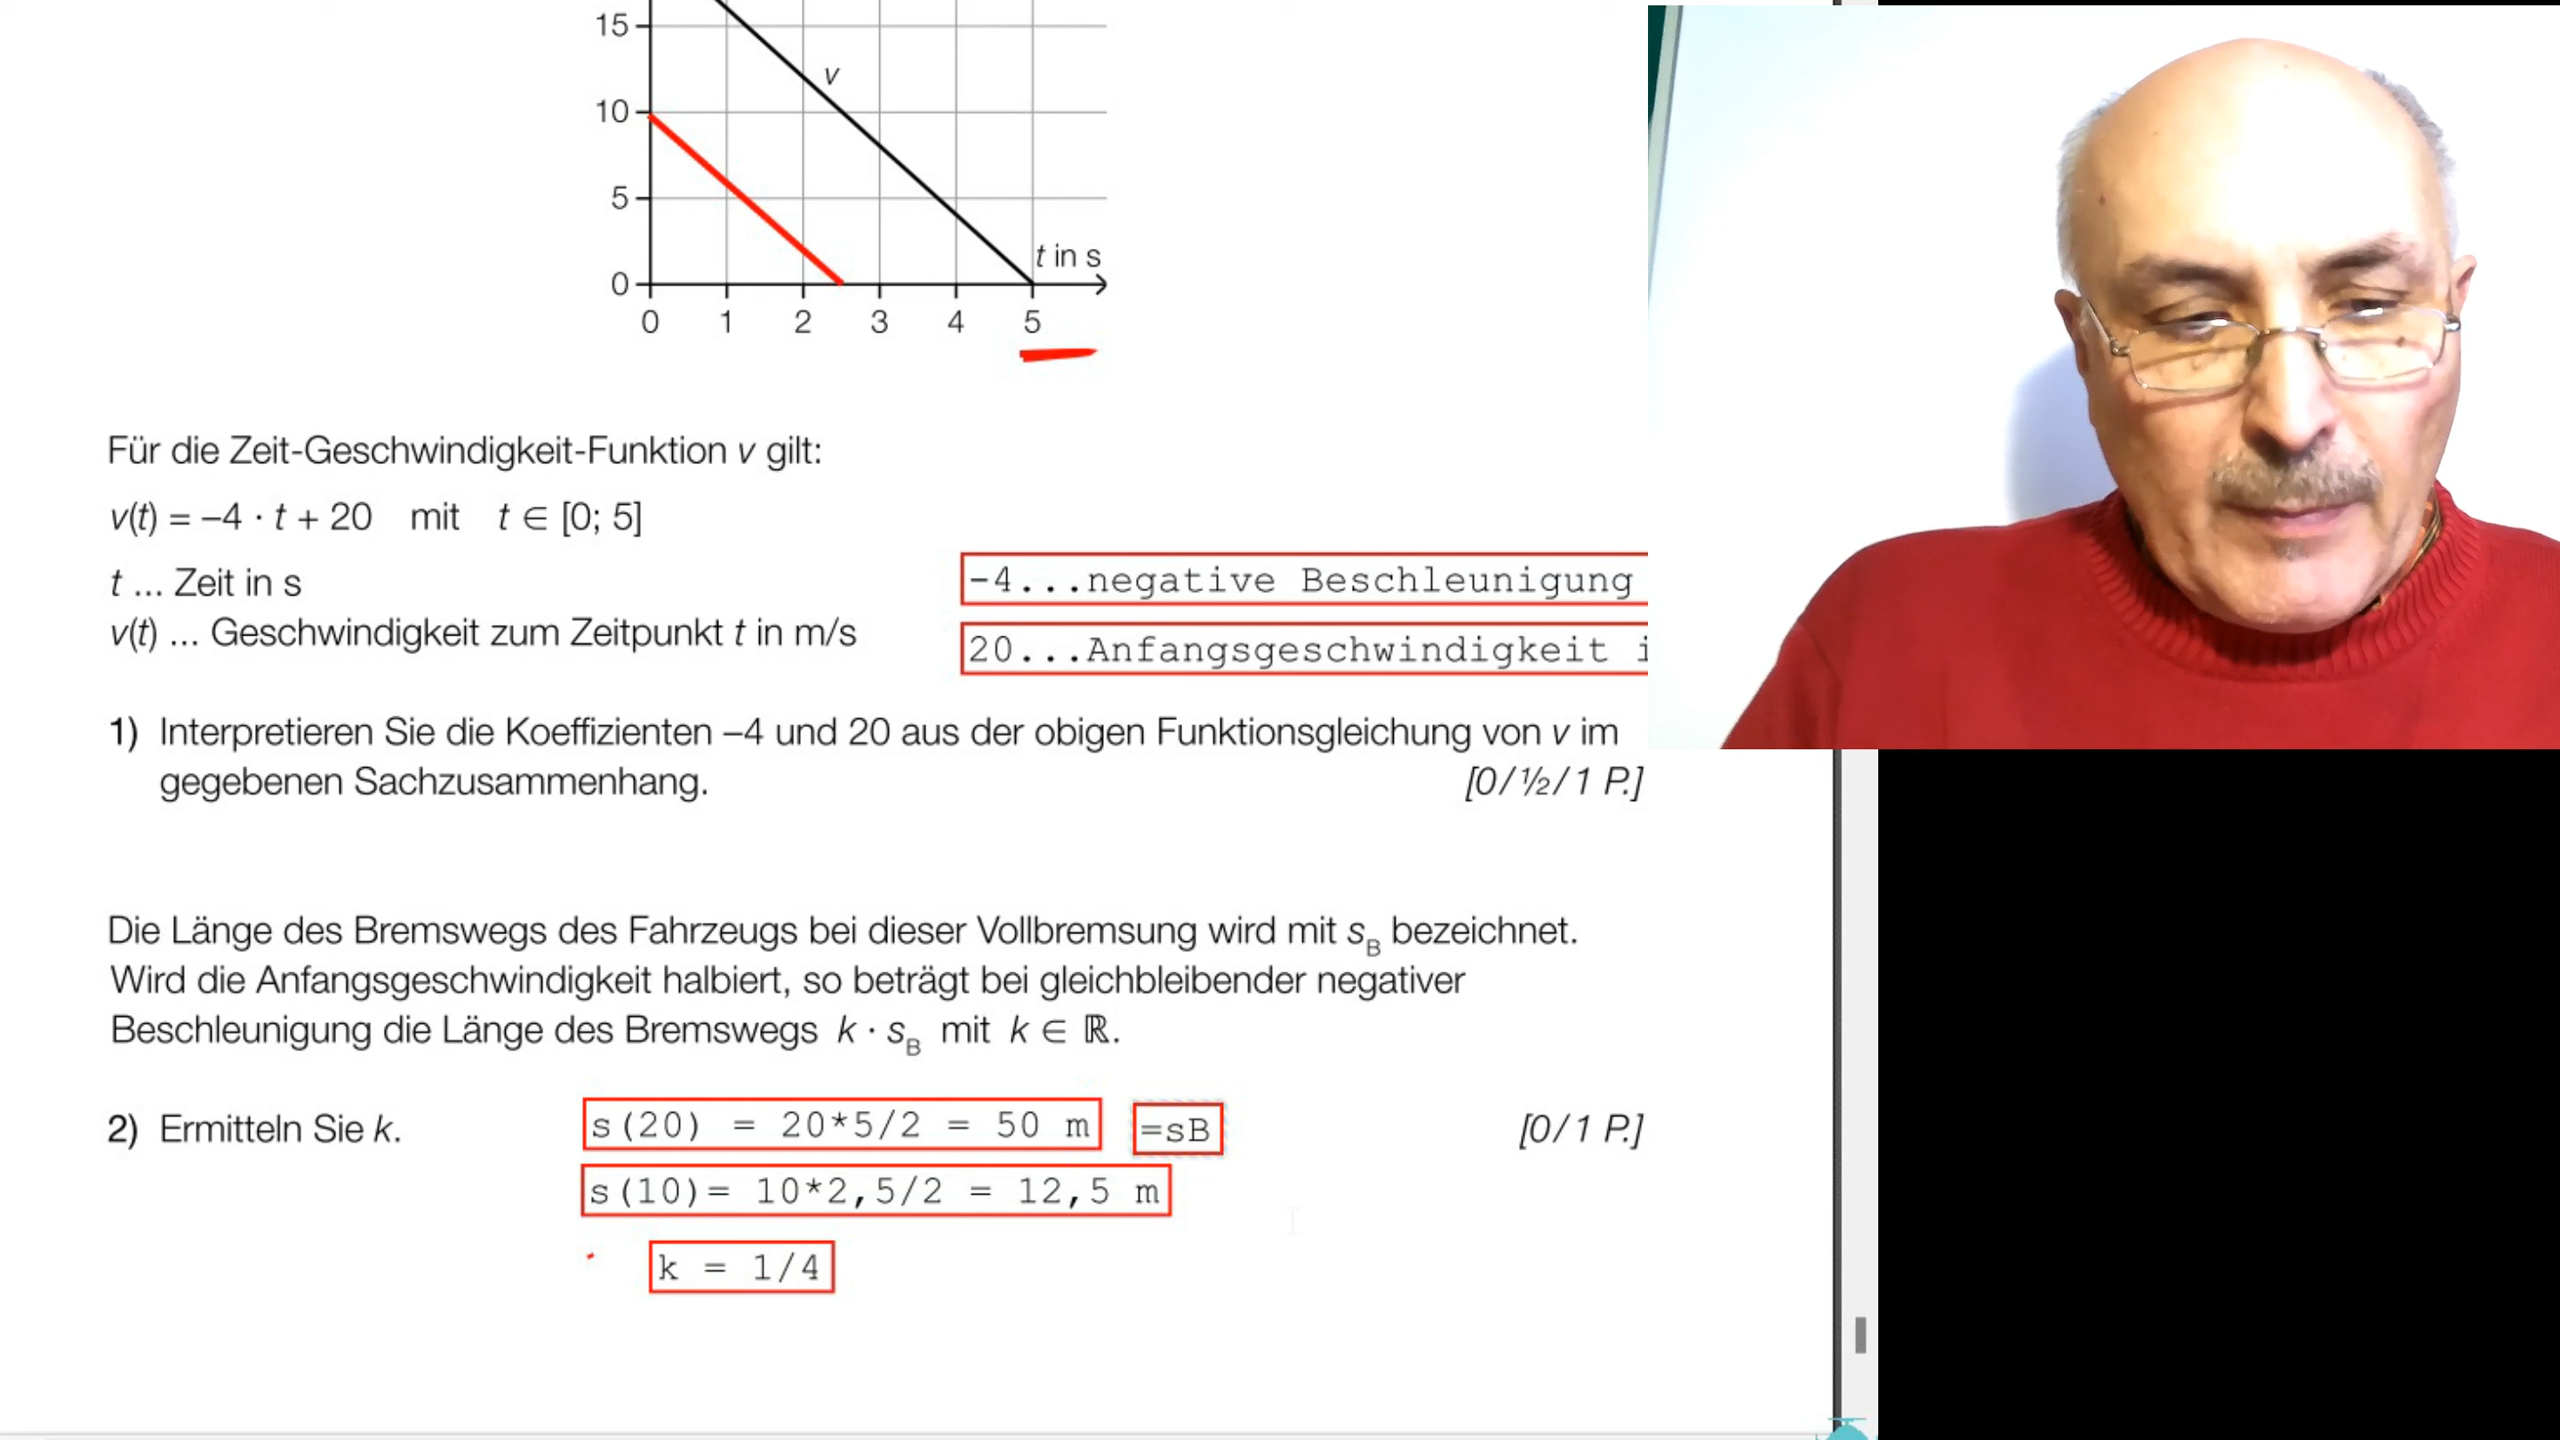 15
v
10
5
t in s
0
0 1 2 3 4 5
Für die Zeit-Geschwindigkeit-Funktion v gilt:
v(t) = –4 · t + 20 mit t ∈ [0; 5]
-4...negative Beschleunigung
t ... Zeit in s
v(t) ... Geschwindigkeit zum Zeitpunkt t in m/s
20...Anfangsgeschwindigkeit i
1) Interpretieren Sie die Koeffizienten –4 und 20 aus der obigen Funktionsgleichung von v im
gegebenen Sachzusammenhang. [0/½/1 P.]
Die Länge des Bremswegs des Fahrzeugs bei dieser Vollbremsung wird mit s_B bezeichnet.
Wird die Anfangsgeschwindigkeit halbiert, so beträgt bei gleichbleibender negativer
Beschleunigung die Länge des Bremswegs k · s_B mit k ∈ ℝ.
2) Ermitteln Sie k. s(20) = 20*5/2 = 50 m =sB [0/1 P.]
s(10)= 10*2,5/2 = 12,5 m
k = 1/4